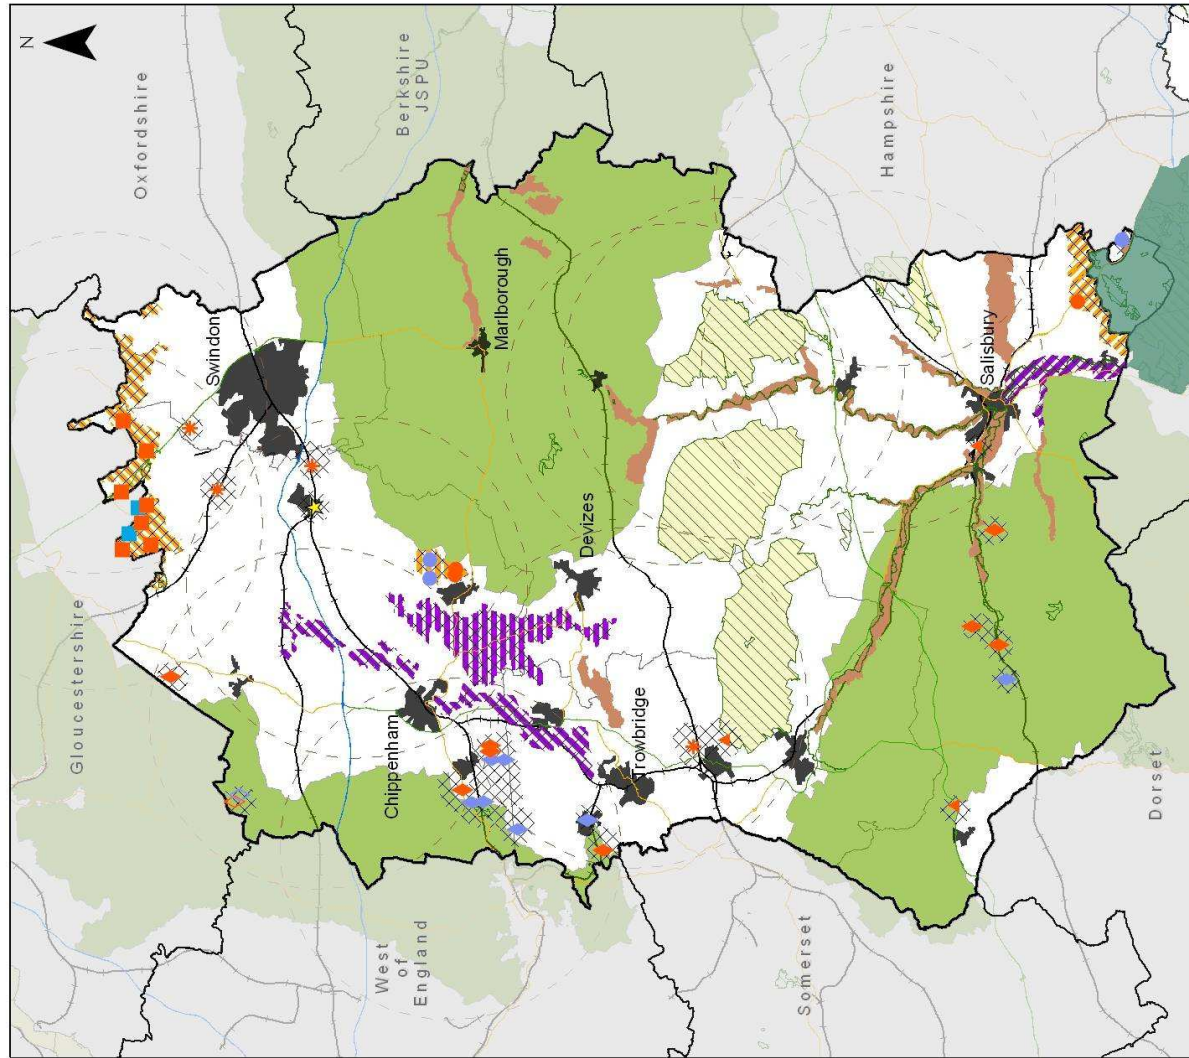 N
Oxfordshire
Berkshire
JSPU
Gloucestershire
Swindon
Marlborough
Hampshire
Chippenham
Devizes
Salisbury
Trowbridge
West
of
England
Somerset
Dorset